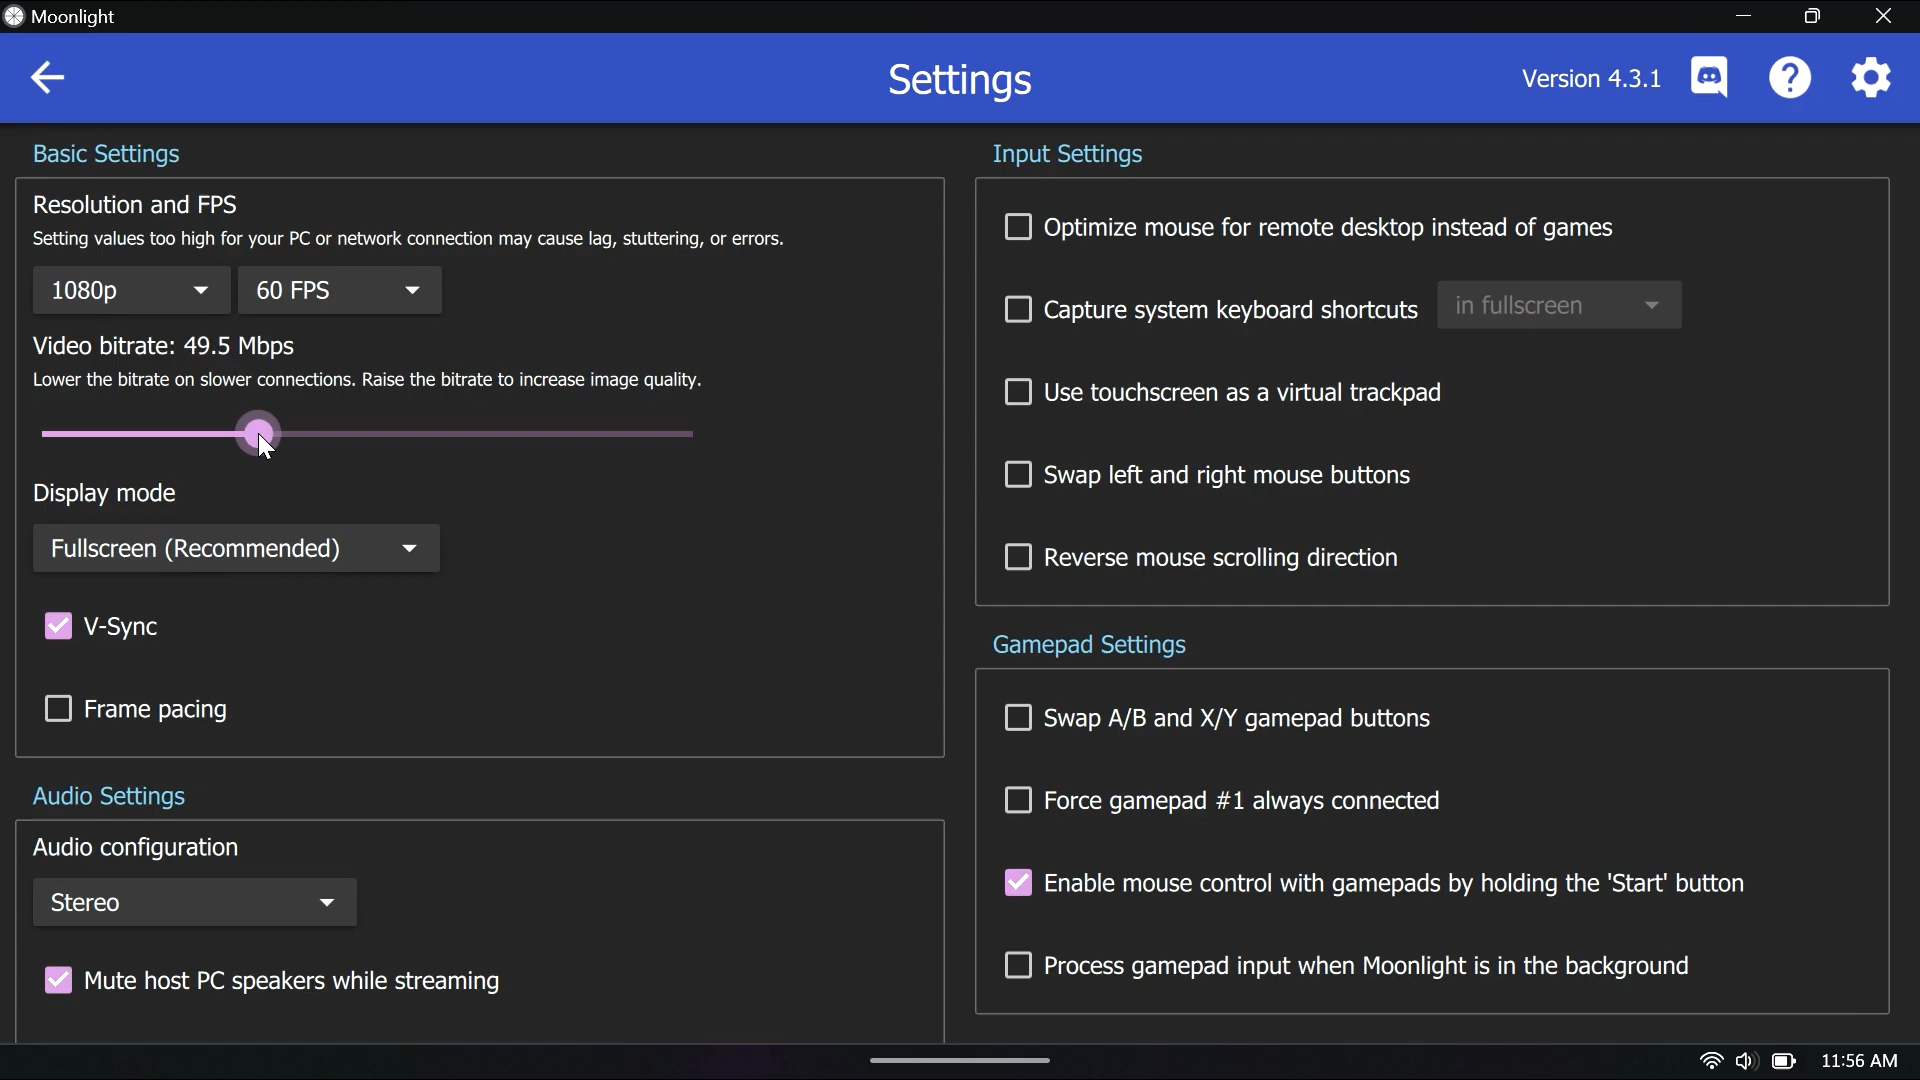 Moonlight
Settings
Version 4.3.1
Basic Settings
Resolution and FPS
Setting values too high for your PC or network connection may cause lag, stuttering, or errors.
1080p
60 FPS
Video bitrate: 49.5 Mbps
Lower the bitrate on slower connections. Raise the bitrate to increase image quality.
Display mode
Fullscreen (Recommended)
V-Sync
Frame pacing
Audio Settings
Audio configuration
Stereo
Mute host PC speakers while streaming
Input Settings
Optimize mouse for remote desktop instead of games
Capture system keyboard shortcuts
in fullscreen
Use touchscreen as a virtual trackpad
Swap left and right mouse buttons
Reverse mouse scrolling direction
Gamepad Settings
Swap A/B and X/Y gamepad buttons
Force gamepad #1 always connected
Enable mouse control with gamepads by holding the 'Start' button
Process gamepad input when Moonlight is in the background
11:56 AM